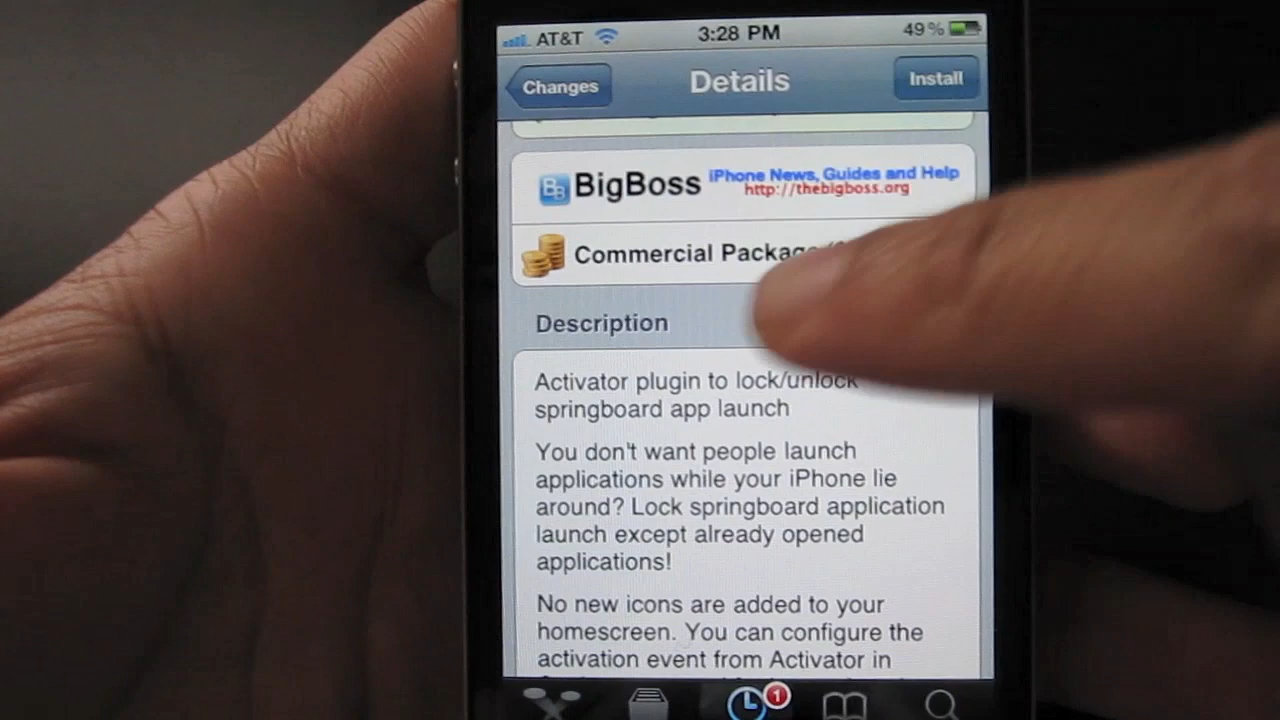 AT&T 3:28 PM 49%
Changes Details Install
BB BigBoss iPhone News, Guides and Help
http://thebigboss.org
Commercial Package
Description
Activator plugin to lock/unlock
springboard app launch
You don't want people launch
applications while your iPhone lie
around? Lock springboard application
launch except already opened
applications!
No new icons are added to your
homescreen. You can configure the
activation event from Activator in
1